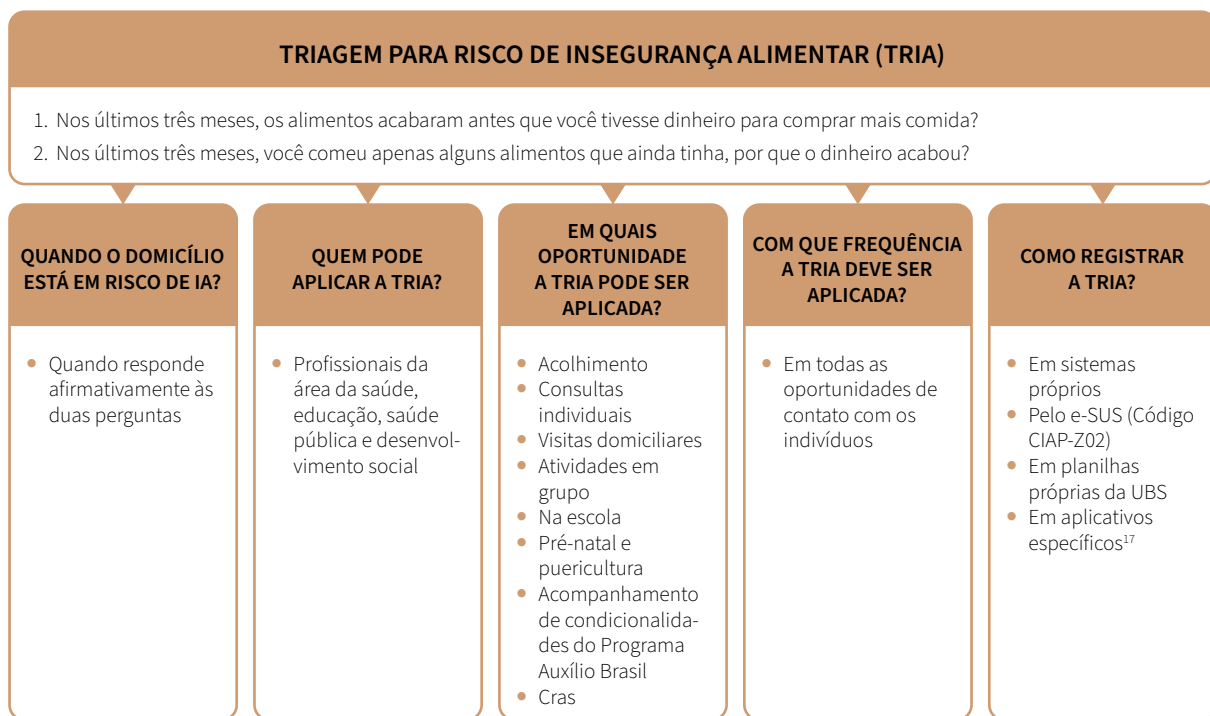 TRIAGEM PARA RISCO DE INSEGURANÇA ALIMENTAR (TRIA)
1. Nos últimos três meses, os alimentos acabaram antes que você tivesse dinheiro para comprar mais comida?
2. Nos últimos três meses, você comeu apenas alguns alimentos que ainda tinha, por que o dinheiro acabou?
QUANDO O DOMICÍLIO
ESTÁ EM RISCO DE IA?
• Quando responde
afirmativamente às
duas perguntas
QUEM PODE
APLICAR A TRIA?
• Profissionais da
área da saúde,
educação, saúde
pública e desenvol-
vimento social
EM QUAIS
OPORTUNIDADE
A TRIA PODE SER
APLICADA?
• Acolhimento
• Consultas
individuais
• Visitas domiciliares
• Atividades em
grupo
• Na escola
• Pré-natal e
puericultura
• Acompanhamento
de condicionalida-
des do Programa
Auxílio Brasil
• Cras
COM QUE FREQUÊNCIA
A TRIA DEVE SER
APLICADA?
• Em todas as
oportunidades de
contato com os
indivíduos
COMO REGISTRAR
A TRIA?
• Em sistemas
próprios
• Pelo e-SUS (Código
CIAP-Z02)
• Em planilhas
próprias da UBS
• Em aplicativos
específicos¹⁷